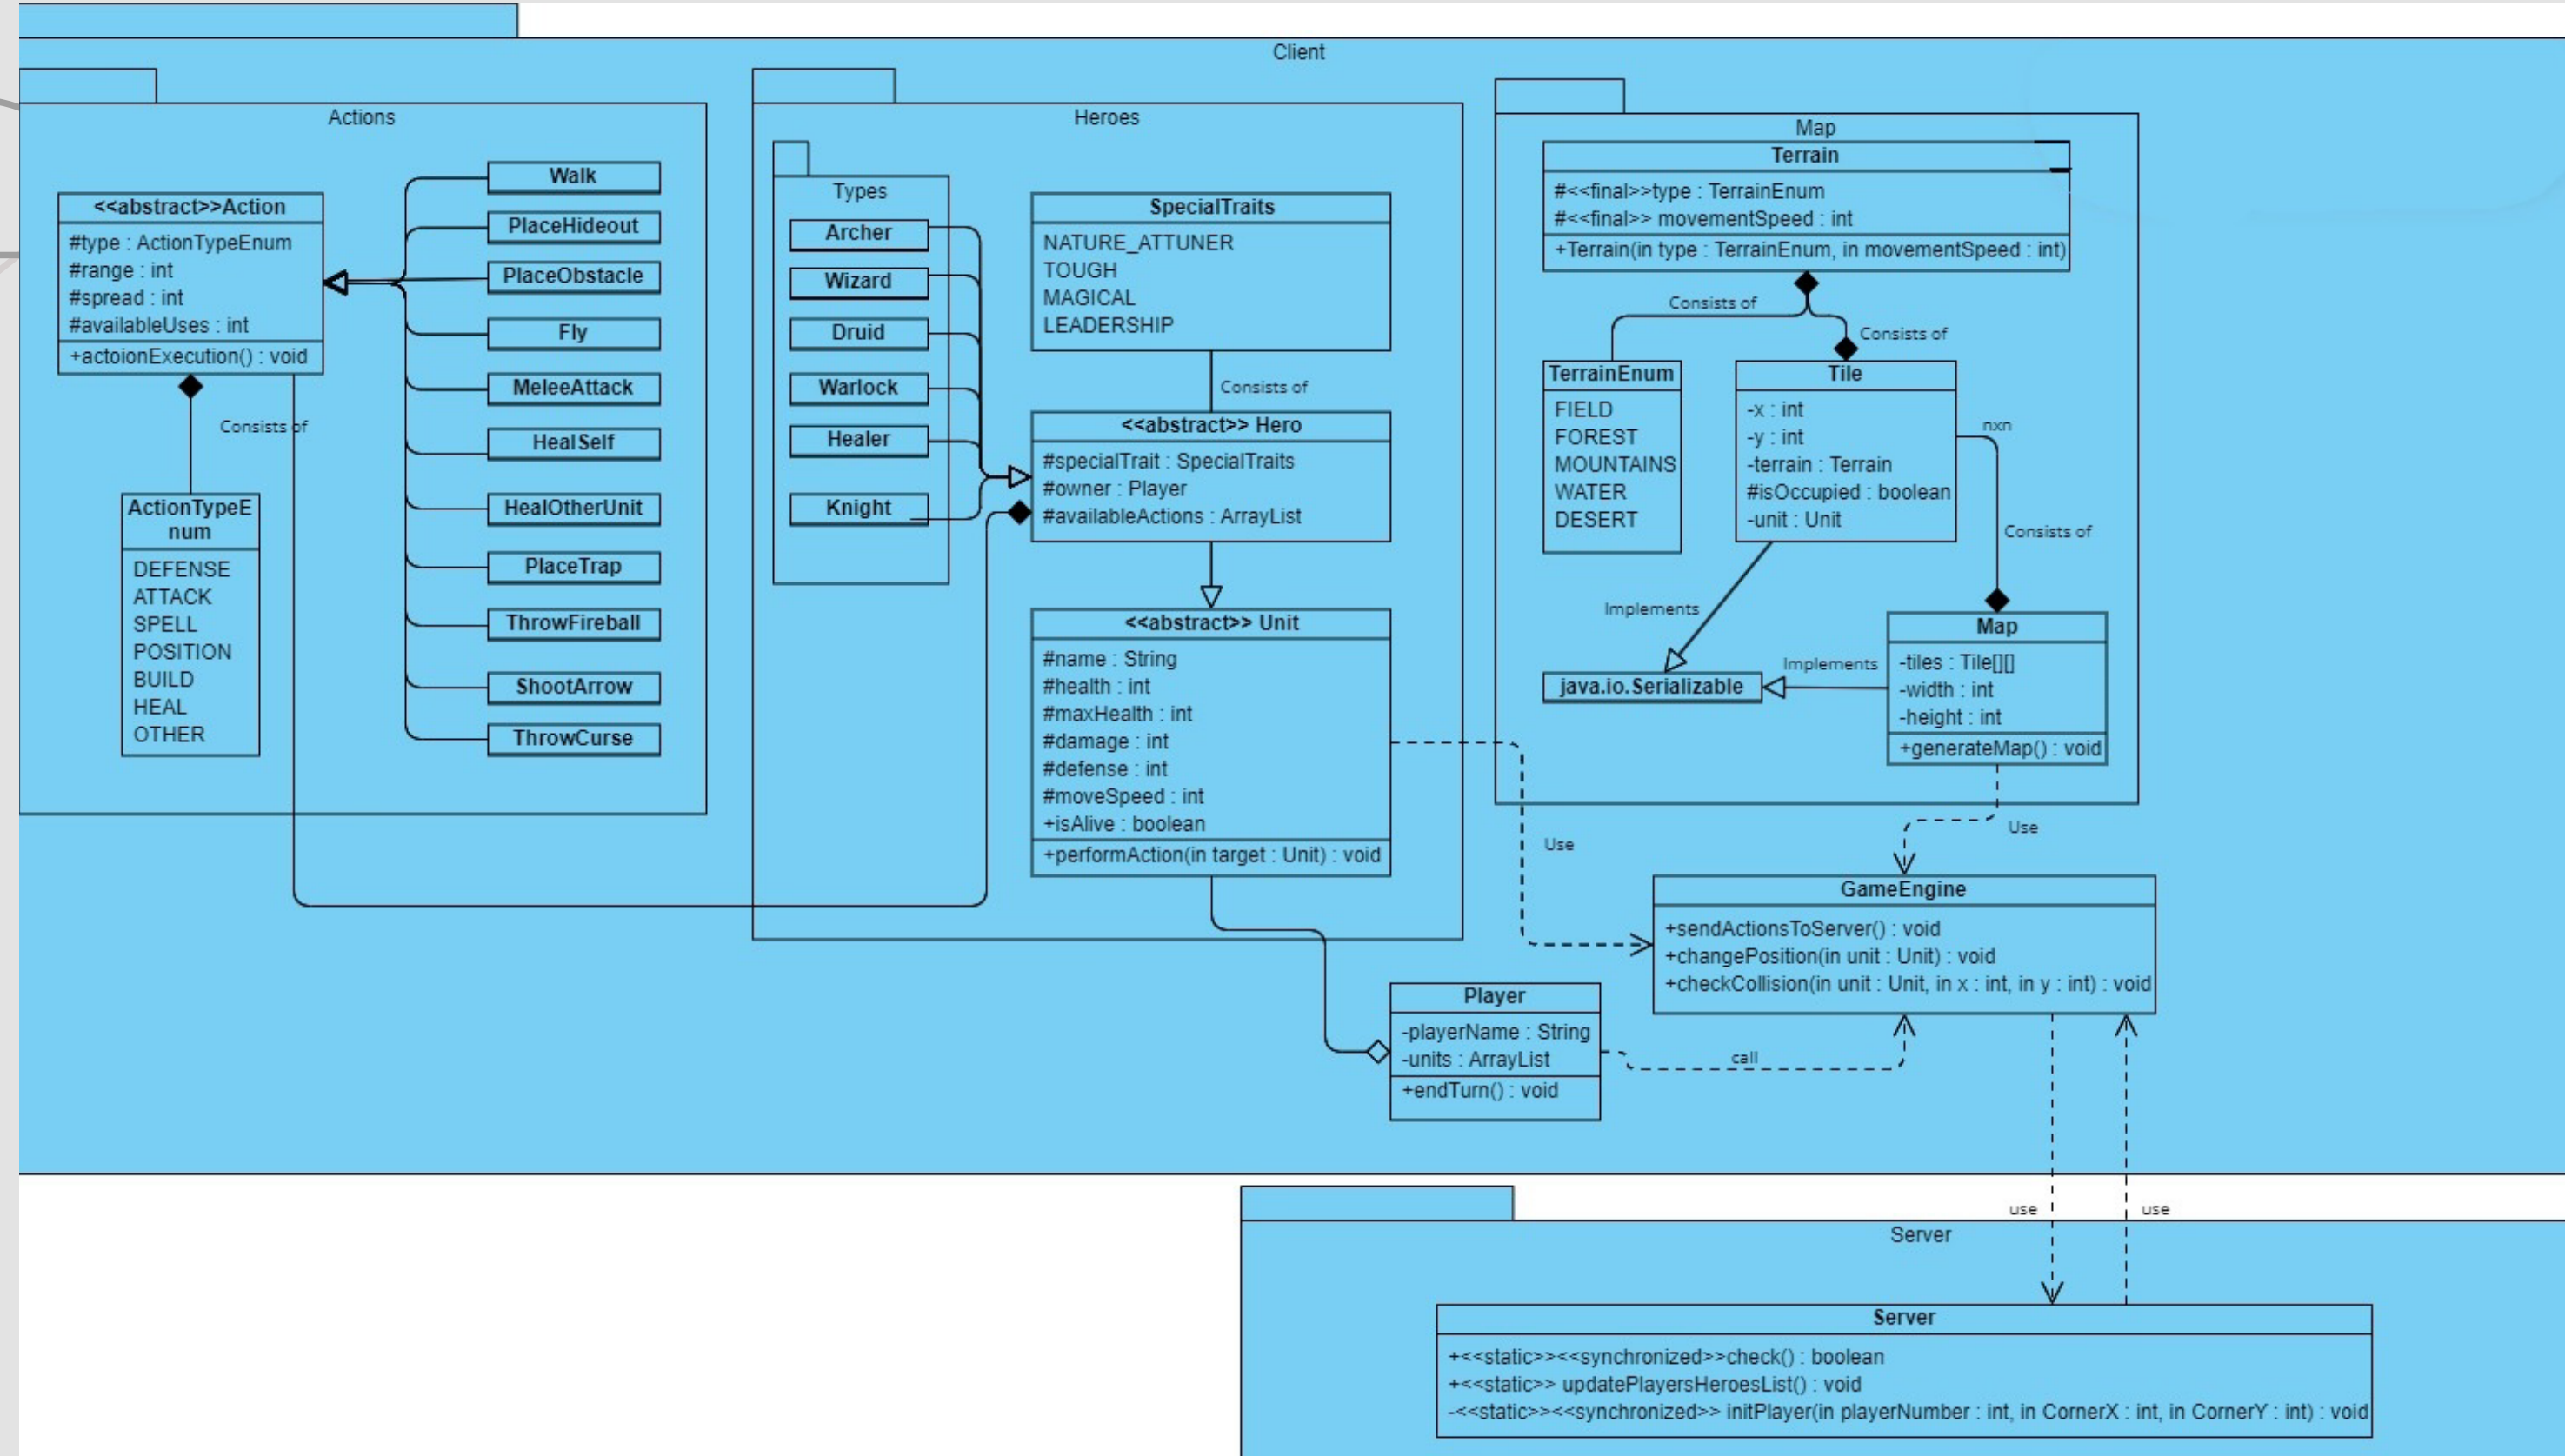 Client
Actions
<<abstract>>Action
#type : ActionTypeEnum
#range : int
#spread : int
#availableUses : int
+actoionExecution() : void
Consists of
ActionTypeE
num
DEFENSE
ATTACK
SPELL
POSITION
BUILD
HEAL
OTHER
Walk
PlaceHideout
PlaceObstacle
Fly
MeleeAttack
HealSelf
HealOtherUnit
PlaceTrap
ThrowFireball
ShootArrow
ThrowCurse
Heroes
Types
Archer
Wizard
Druid
Warlock
Healer
Knight
SpecialTraits
NATURE_ATTUNER
TOUGH
MAGICAL
LEADERSHIP
Consists of
<<abstract>> Hero
#specialTrait : SpecialTraits
#owner : Player
#availableActions : ArrayList
<<abstract>> Unit
#name : String
#health : int
#maxHealth : int
#damage : int
#defense : int
#moveSpeed : int
+isAlive : boolean
+performAction(in target : Unit) : void
Map
Terrain
#<<final>>type : TerrainEnum
#<<final>> movementSpeed : int
+Terrain(in type : TerrainEnum, in movementSpeed : int)
Consists of
Consists of
TerrainEnum
FIELD
FOREST
MOUNTAINS
WATER
DESERT
Tile
-x : int
-y : int
-terrain : Terrain
#isOccupied : boolean
-unit : Unit
nxn
Consists of
Implements
java.io.Serializable
Implements
Map
-tiles : Tile[][]
-width : int
-height : int
+generateMap() : void
Use
Use
GameEngine
+sendActionsToServer() : void
+changePosition(in unit : Unit) : void
+checkCollision(in unit : Unit, in x : int, in y : int) : void
Player
-playerName : String
-units : ArrayList
+endTurn() : void
call
use
use
Server
Server
+<<static>><<synchronized>>check() : boolean
+<<static>> updatePlayersHeroesList() : void
-<<static>><<synchronized>> initPlayer(in playerNumber : int, in CornerX : int, in CornerY : int) : void